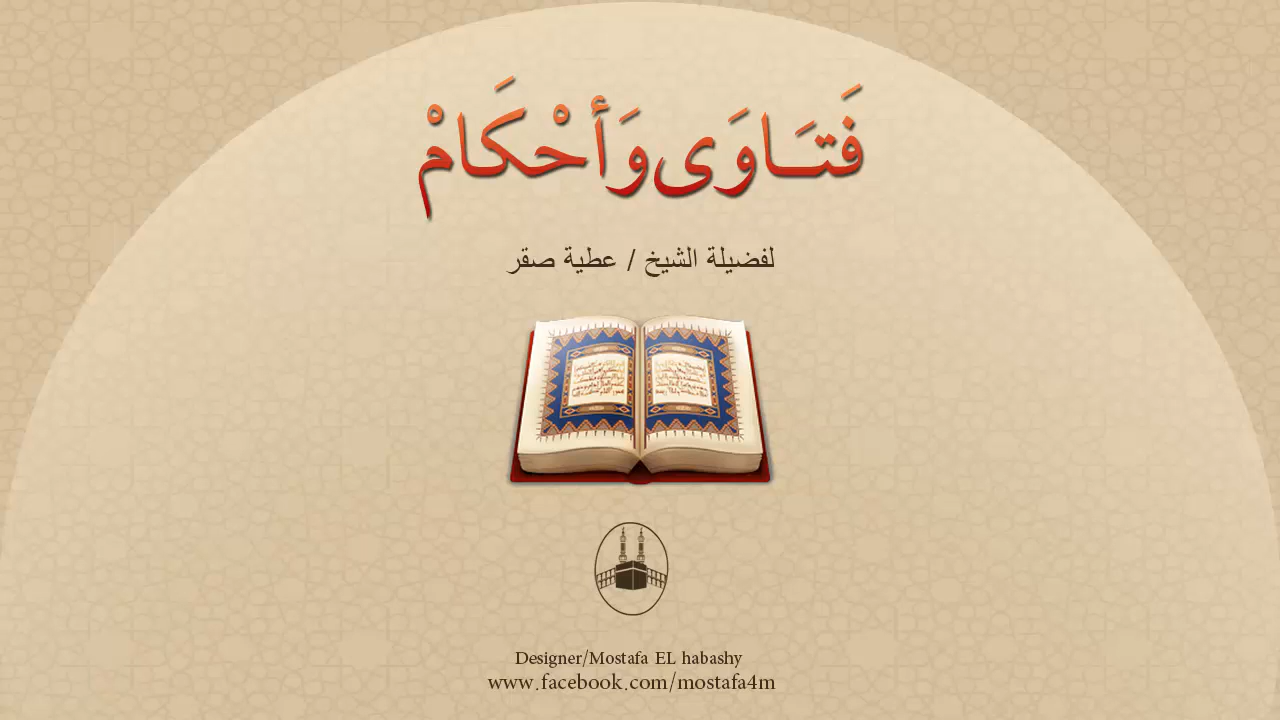 فَتَاوَى وَأَحْكَامْ
لفضيلة الشيخ / عطية صقر
Designer/Mostafa EL habashy
www.facebook.com/mostafa4m